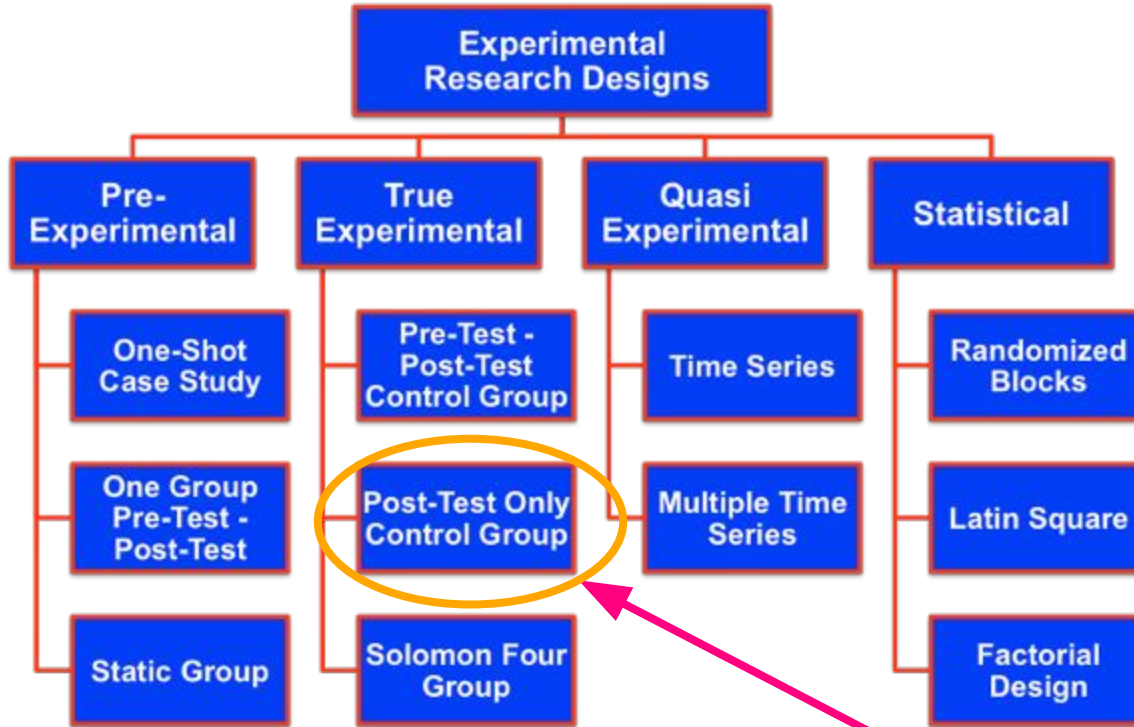 Experimental
Research Designs
Pre-
Experimental
True
Experimental
Quasi
Experimental
Statistical
One-Shot
Case Study
Pre-Test -
Post-Test
Control Group
Time Series
Randomized
Blocks
One Group
Pre-Test -
Post-Test
Post-Test Only
Control Group
Multiple Time
Series
Latin Square
Static Group
Solomon Four
Group
Factorial
Design